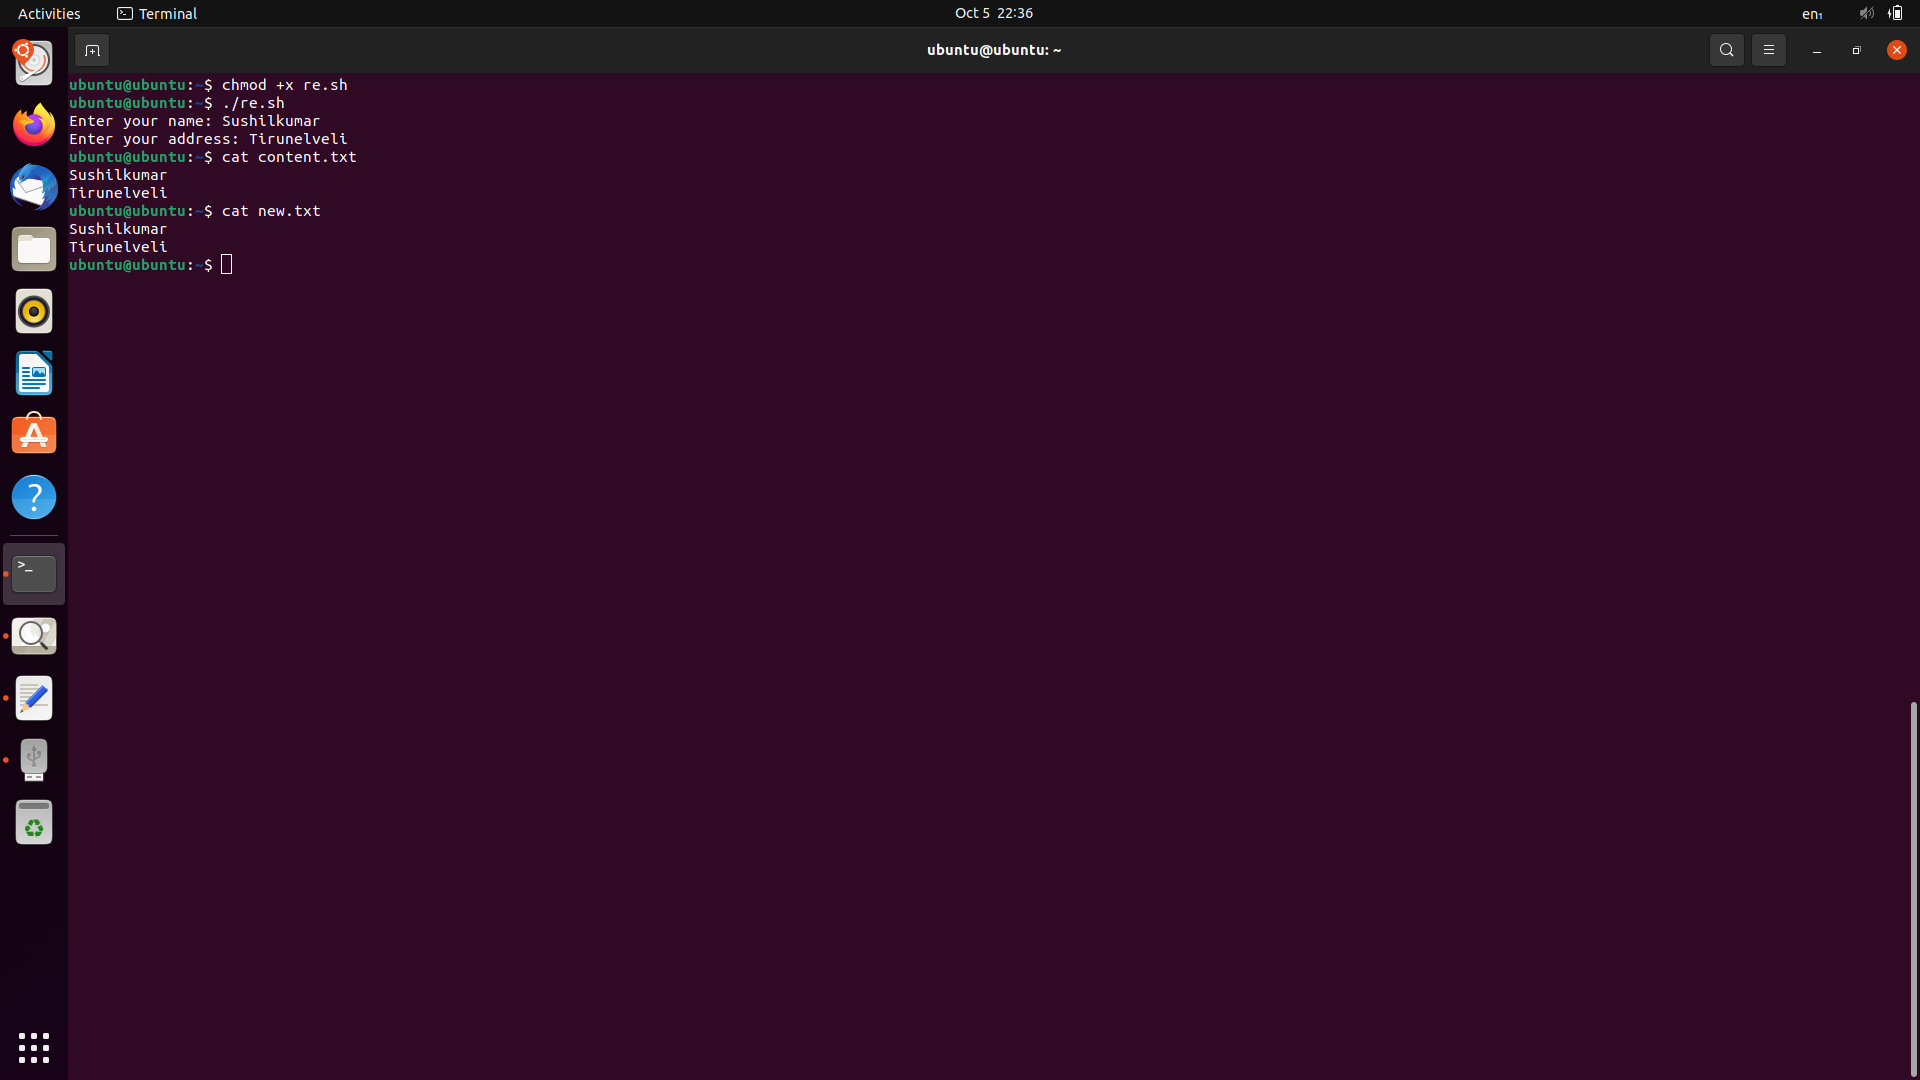 Activities
Terminal
Oct 5 22:36
en₁
ubuntu@ubuntu: ~
ubuntu@ubuntu:~$ chmod +x re.sh
ubuntu@ubuntu:~$ ./re.sh
Enter your name: Sushilkumar
Enter your address: Tirunelveli
ubuntu@ubuntu:~$ cat content.txt
Sushilkumar
Tirunelveli
ubuntu@ubuntu:~$ cat new.txt
Sushilkumar
Tirunelveli
ubuntu@ubuntu:~$